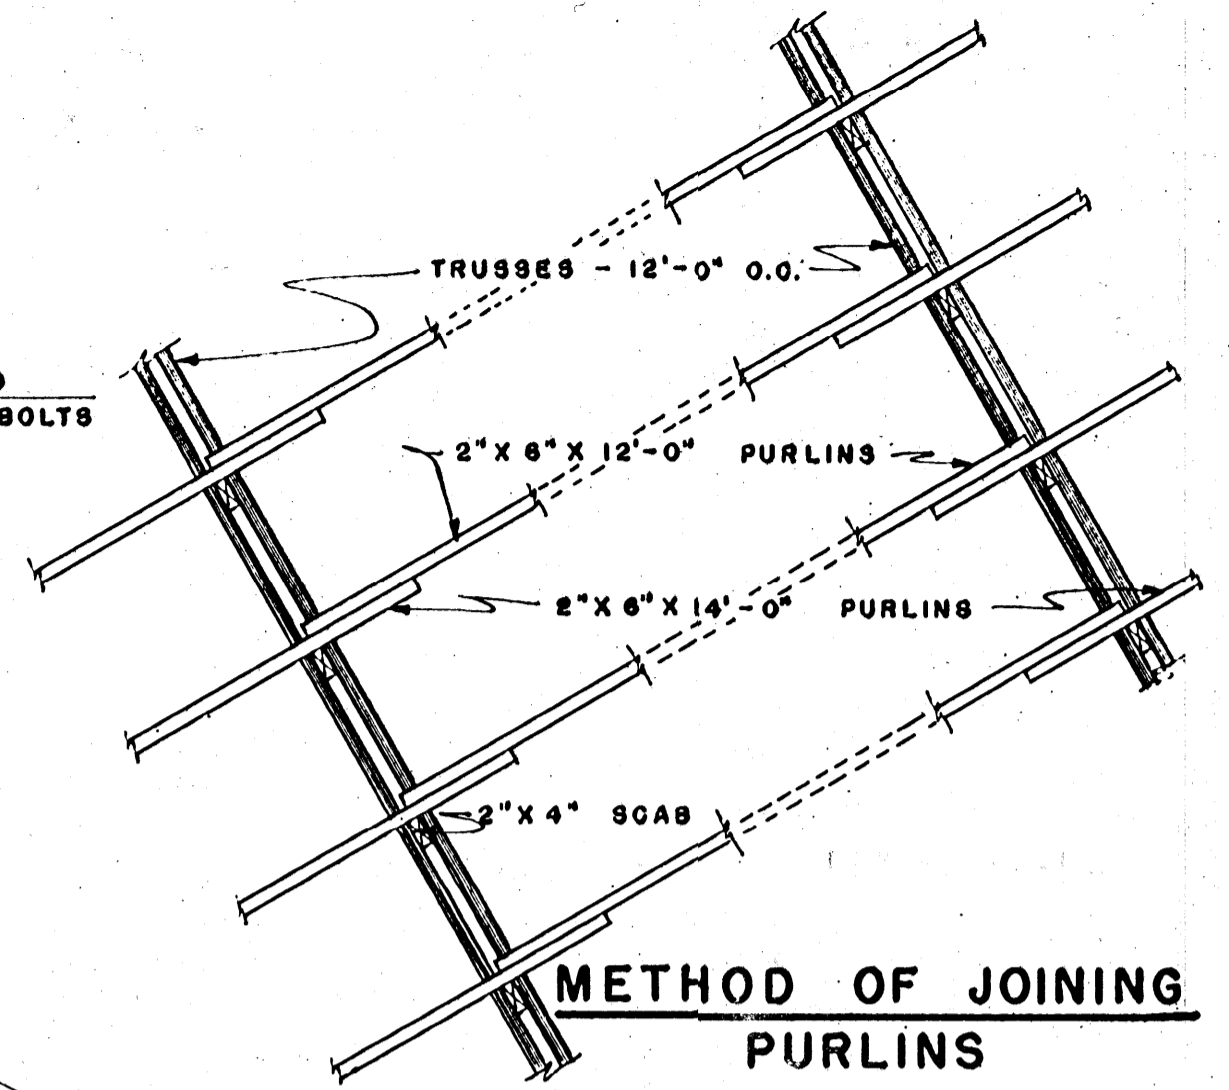 TRUSSES - 12'-0" O.C.
BOLTS
2" X 6" X 12'-0" PURLINS
2" X 6" X 14'-0" PURLINS
2" X 4" SCAB
METHOD OF JOINING
PURLINS